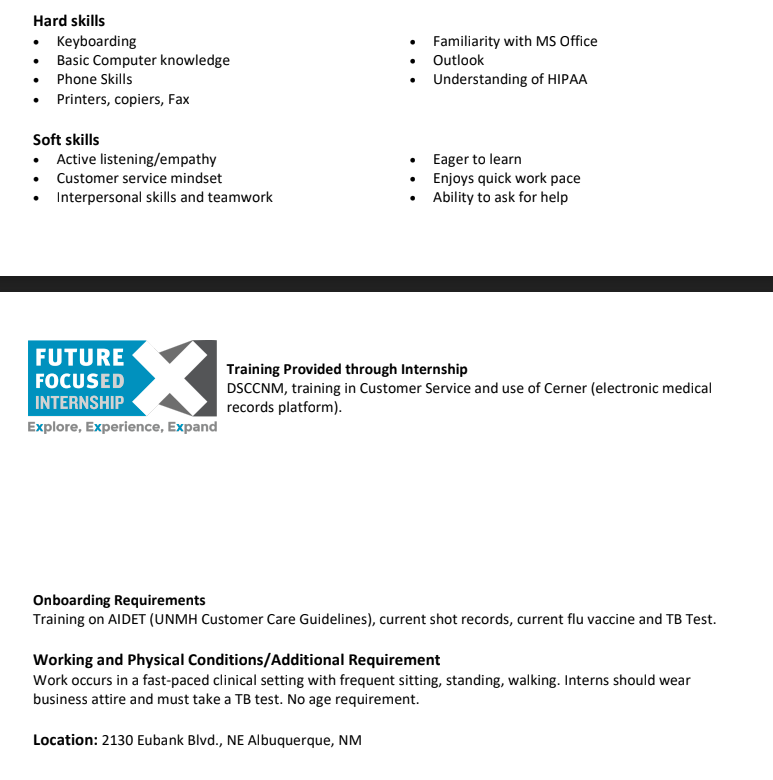 Hard skills
• Keyboarding
• Basic Computer knowledge
• Phone Skills
• Printers, copiers, Fax
• Familiarity with MS Office
• Outlook
• Understanding of HIPAA
Soft skills
• Active listening/empathy
• Customer service mindset
• Interpersonal skills and teamwork
• Eager to learn
• Enjoys quick work pace
• Ability to ask for help
FUTURE
FOCUSED
INTERNSHIP
X
Explore, Experience, Expand
Training Provided through Internship
DSCCNM, training in Customer Service and use of Cerner (electronic medical
records platform).
Onboarding Requirements
Training on AIDET (UNMH Customer Care Guidelines), current shot records, current flu vaccine and TB Test.
Working and Physical Conditions/Additional Requirement
Work occurs in a fast-paced clinical setting with frequent sitting, standing, walking. Interns should wear
business attire and must take a TB test. No age requirement.
Location: 2130 Eubank Blvd., NE Albuquerque, NM